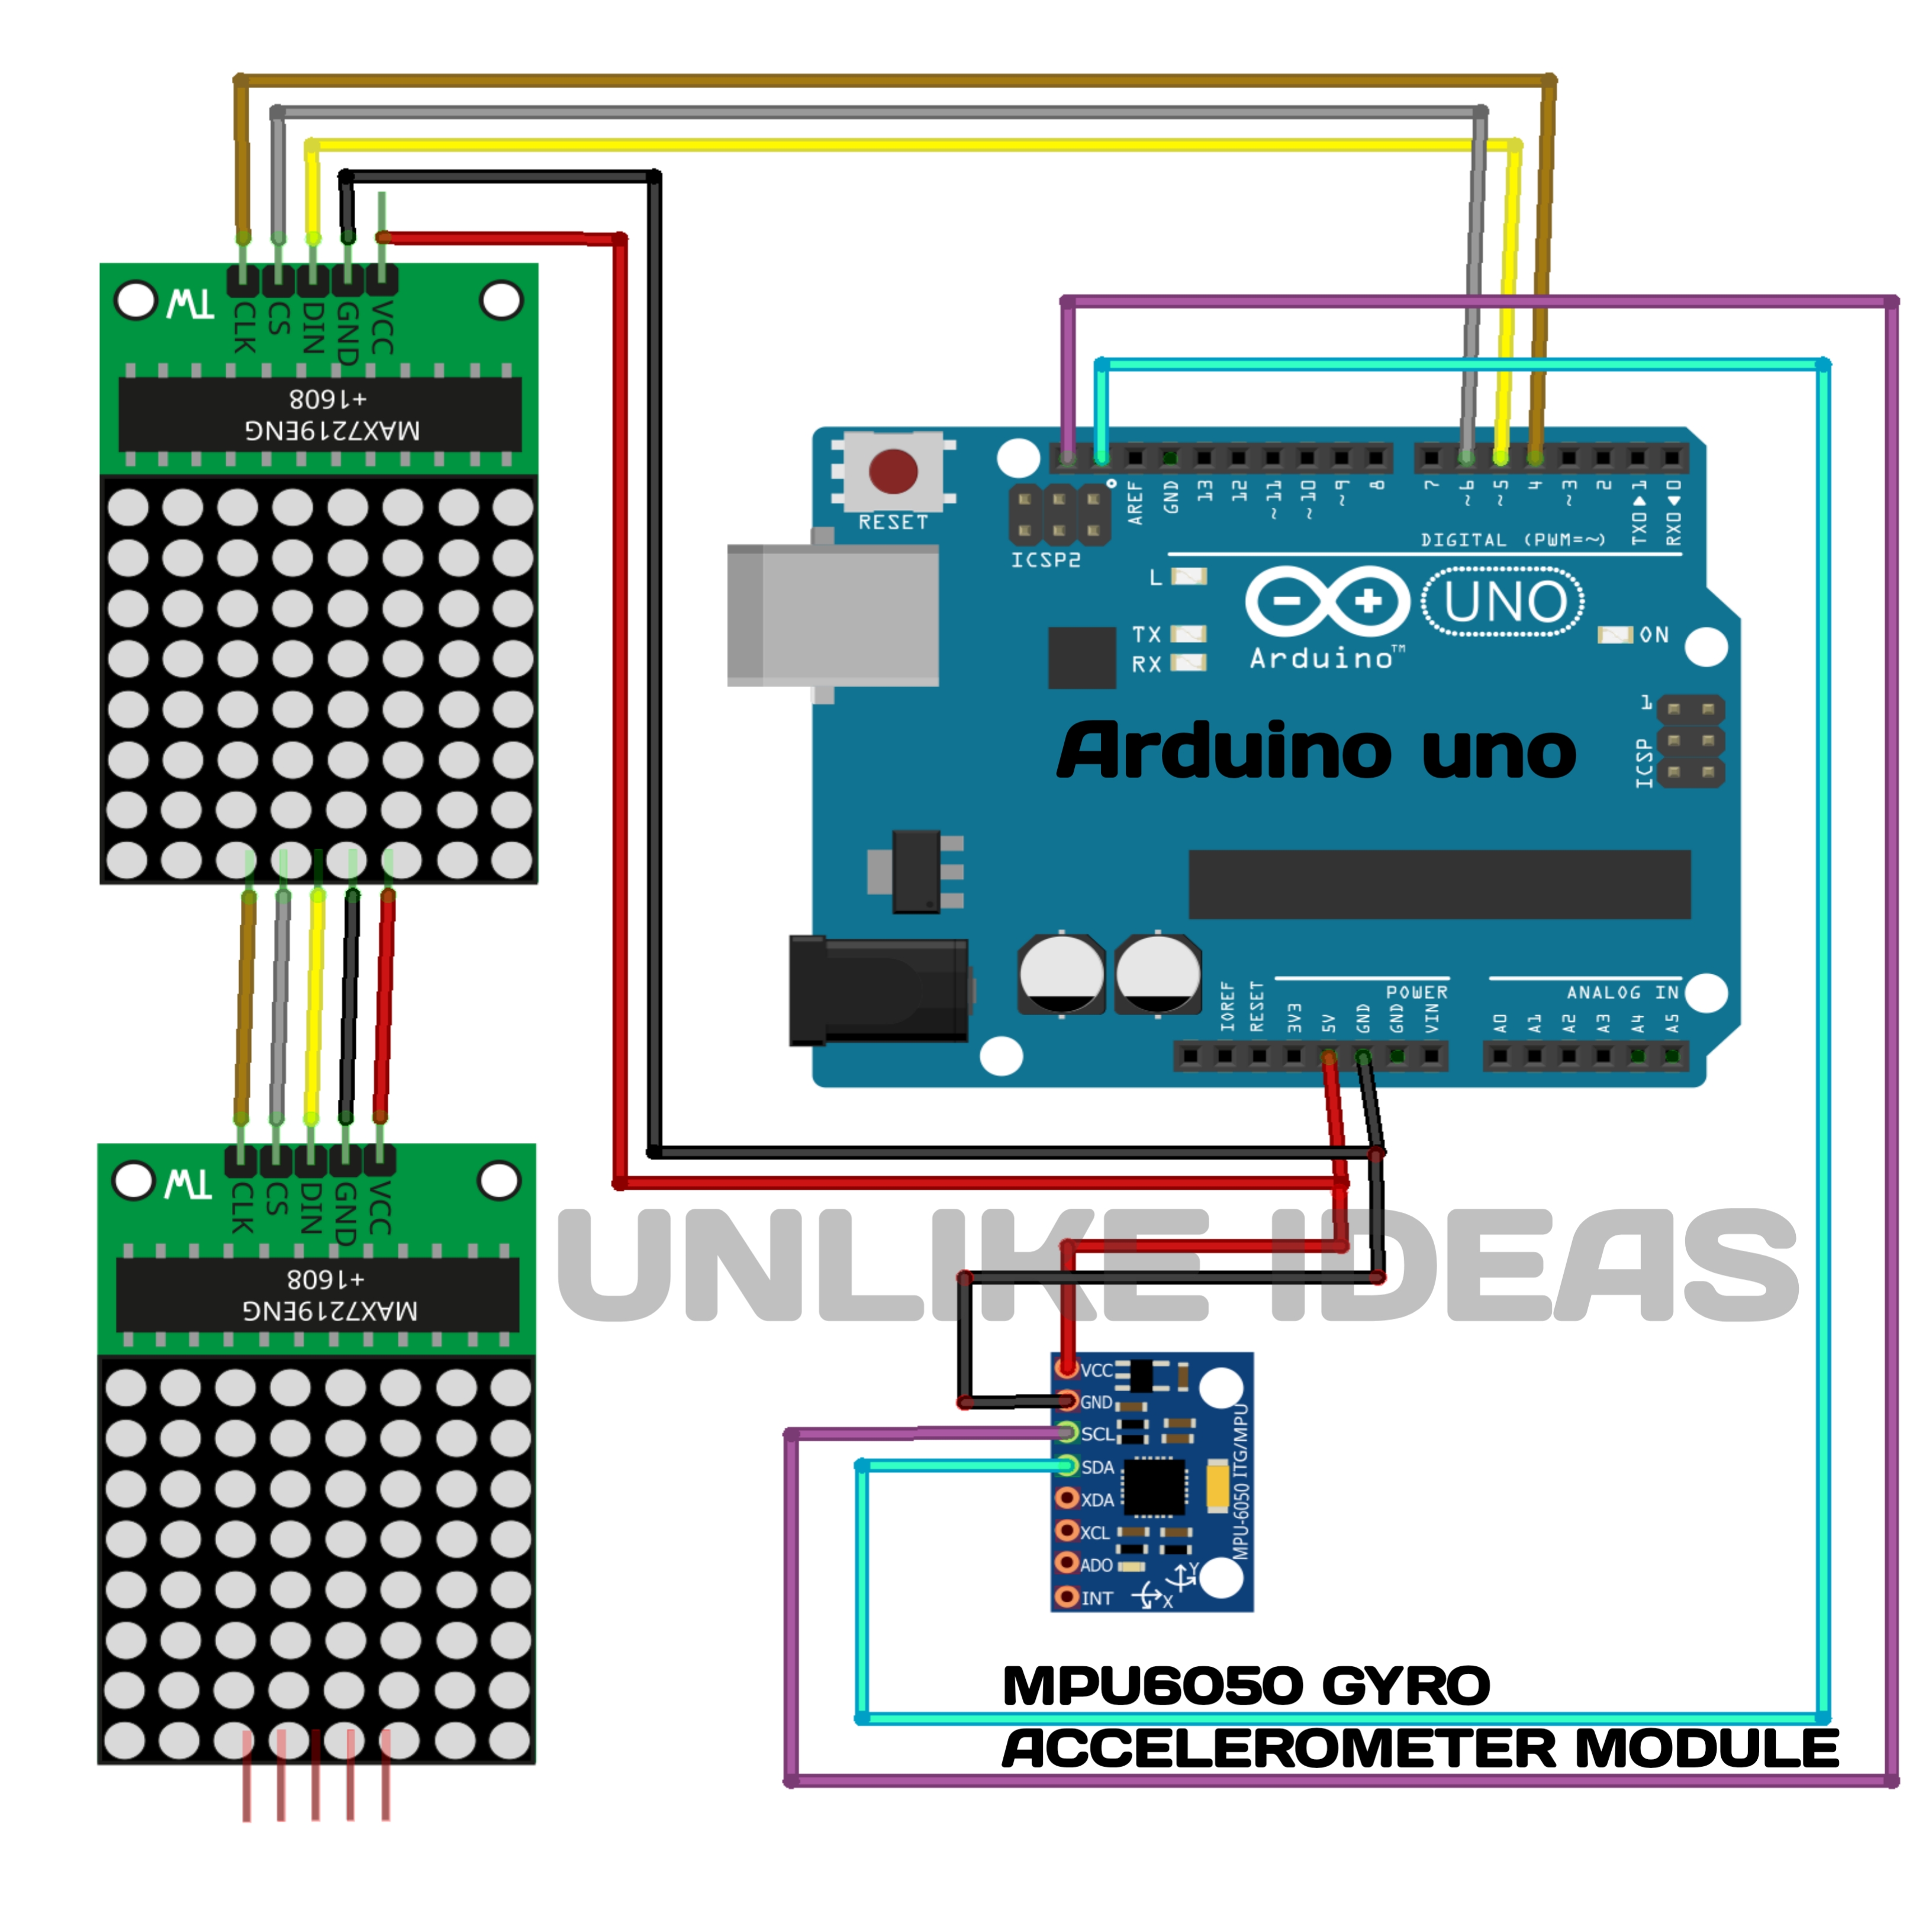 TW
CLK
CS
DIN
GND
VCC
+1608
MAX7219ENG
TW
CLK
CS
DIN
GND
VCC
+1608
MAX7219ENG
RESET
ICSP2
AREF
GND
13
12
~11
~10
~9
8
7
~6
~5
4
~3
2
TX0▶1
RX0◀0
DIGITAL (PWM=~)
L
TX
RX
UNO
Arduino™
ON
1
ICSP
Arduino uno
IOREF
RESET
3V3
5V
GND
GND
VIN
POWER
ANALOG IN
A0
A1
A2
A3
A4
A5
UNLIKE IDEAS
VCC
GND
SCL
SDA
XDA
XCL
ADO
INT
MPU-6050 ITG/MPU
Y
X
MPU6050 GYRO
ACCELEROMETER MODULE